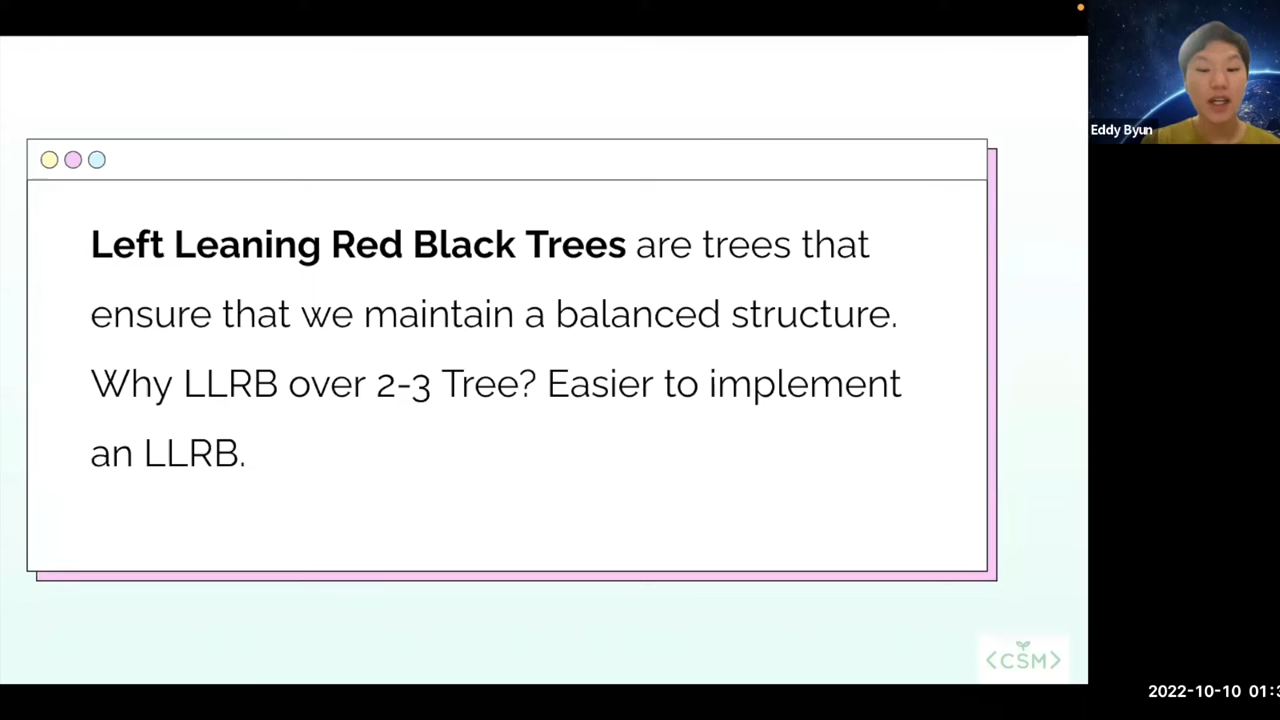 Eddy Byun
Left Leaning Red Black Trees are trees that
ensure that we maintain a balanced structure.
Why LLRB over 2-3 Tree? Easier to implement
an LLRB.
<CSM>
2022-10-10 01:3